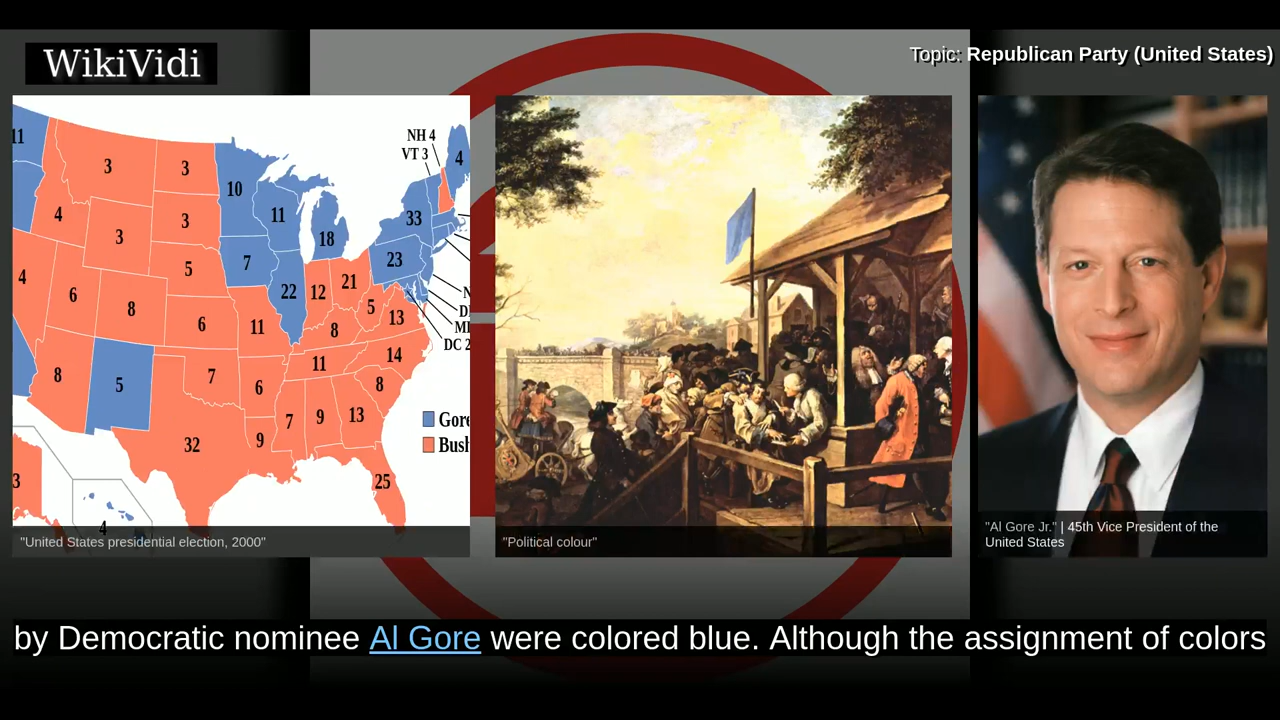 WikiVidi
Topic: Republican Party (United States)
NH 4
VT 3
11
3
3
10
4
4
3
3
11
33
18
23
4
6
5
7
22
12
21
5
13
8
6
11
8
14
11
8
5
7
6
8
7
9
13
32
9
25
3
4
N
D
M
DC 2
Gore
Bush
"United States presidential election, 2000"
"Political colour"
"Al Gore Jr." | 45th Vice President of the
United States
by Democratic nominee Al Gore were colored blue. Although the assignment of colors